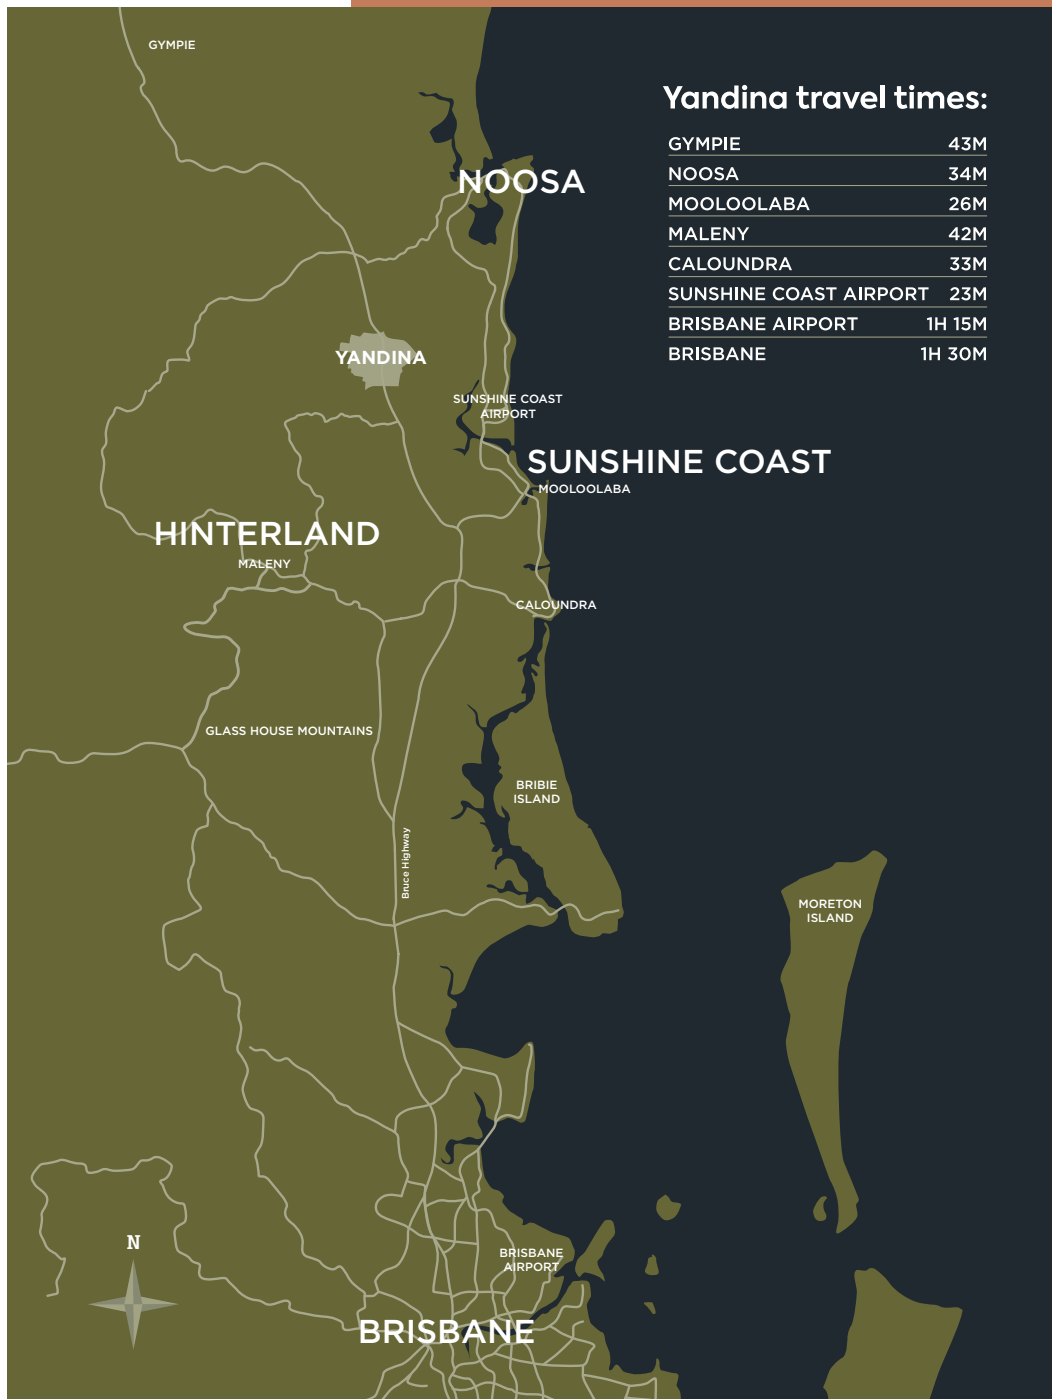 GYMPIE
Yandina travel times:
GYMPIE 43M
NOOSA 34M
MOOLOOLABA 26M
MALENY 42M
CALOUNDRA 33M
SUNSHINE COAST AIRPORT 23M
BRISBANE AIRPORT 1H 15M
BRISBANE 1H 30M
NOOSA
YANDINA
SUNSHINE COAST
AIRPORT
SUNSHINE COAST
MOOLOOLABA
HINTERLAND
MALENY
CALOUNDRA
GLASS HOUSE MOUNTAINS
BRIBIE
ISLAND
Bruce Highway
MORETON
ISLAND
N
BRISBANE
AIRPORT
BRISBANE